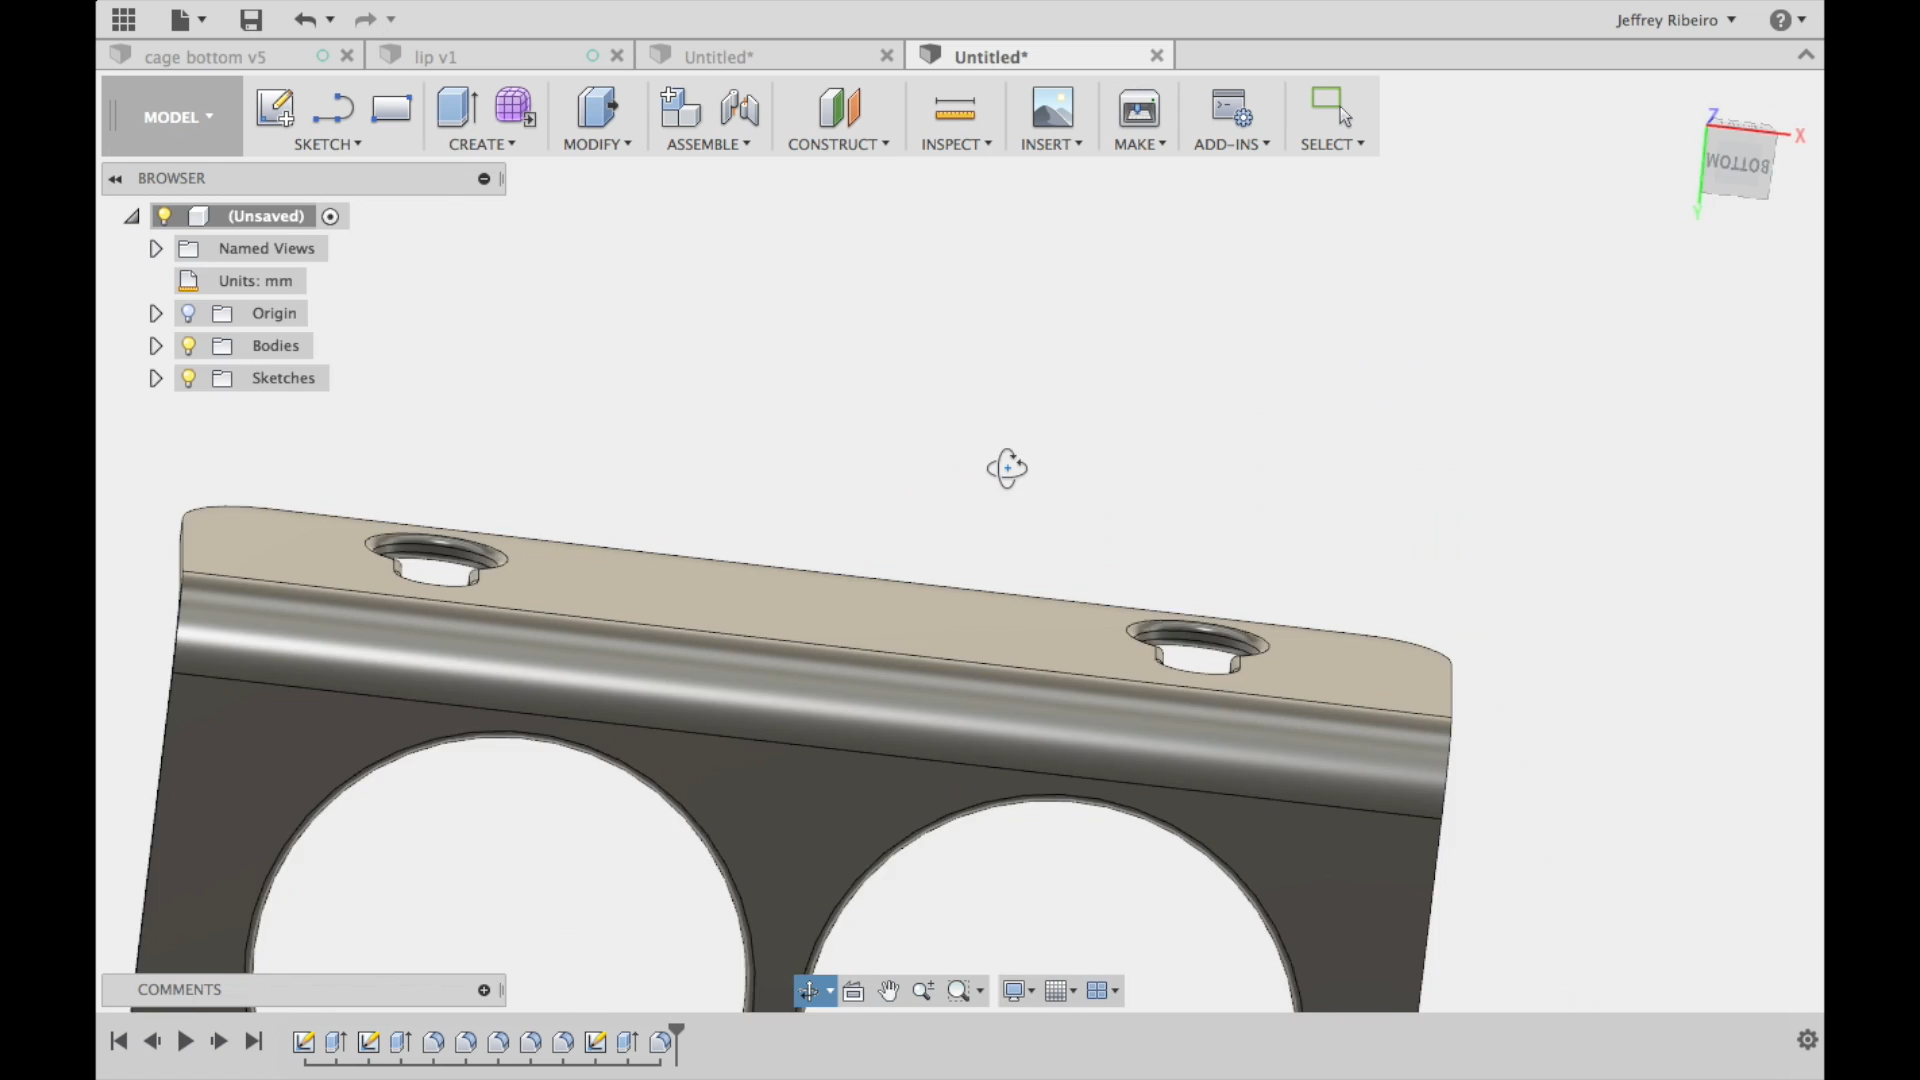 Jeffrey Ribeiro
cage bottom v5
lip v1
Untitled*
Untitled*
MODEL
SKETCH
CREATE
MODIFY
ASSEMBLE
CONSTRUCT
INSPECT
INSERT
MAKE
ADD-INS
SELECT
Z
X
BOTTOM
Y
BROWSER
(Unsaved)
Named Views
Units: mm
Origin
Bodies
Sketches
COMMENTS